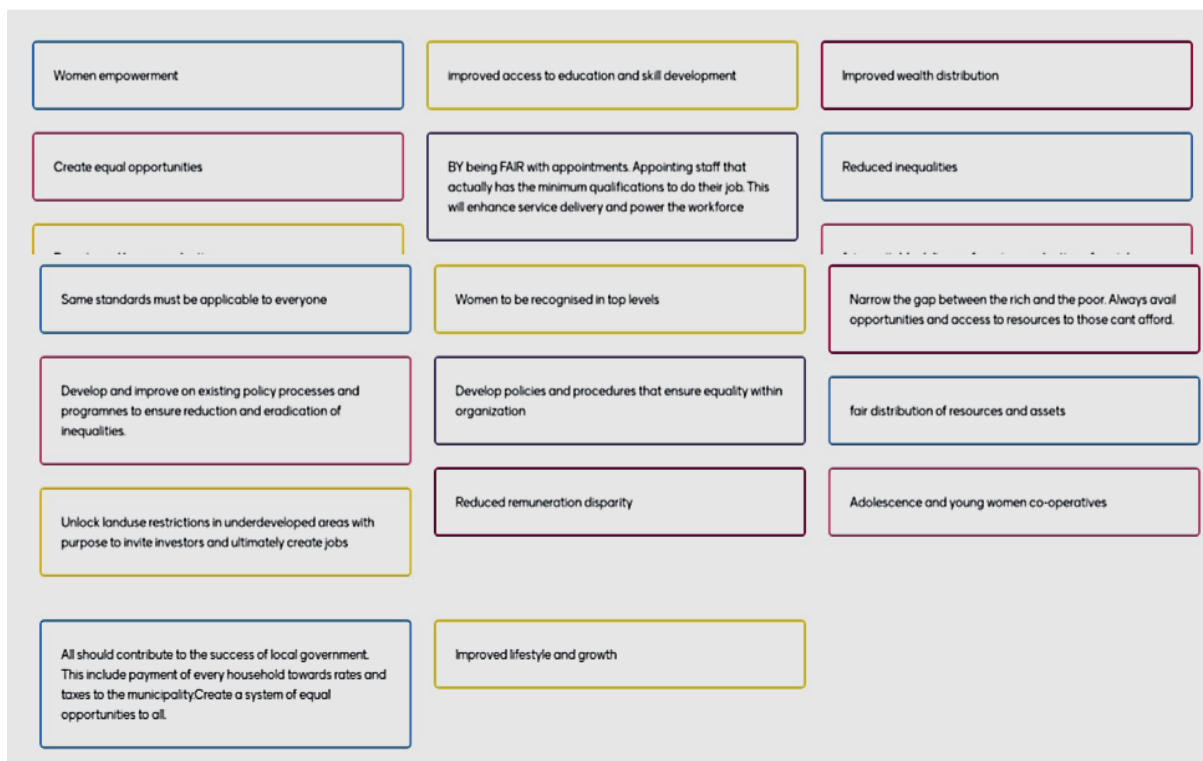 Women empowerment
improved access to education and skill development
Improved wealth distribution
Create equal opportunities
BY being FAIR with appointments. Appointing staff that
actually has the minimum qualifications to do their job. This
will enhance service delivery and power the workforce
Reduced inequalities
Same standards must be applicable to everyone
Women to be recognised in top levels
Narrow the gap between the rich and the poor. Always avail
opportunities and access to resources to those cant afford.
Develop and improve on existing policy processes and
programnes to ensure reduction and eradication of
inequalities.
Develop policies and procedures that ensure equality within
organization
fair distribution of resources and assets
Unlock landuse restrictions in underdeveloped areas with
purpose to invite investors and ultimately create jobs
Reduced remuneration disparity
Adolescence and young women co-operatives
All should contribute to the success of local government.
This include payment of every household towards rates and
taxes to the municipality.Create a system of equal
opportunities to all.
Improved lifestyle and growth